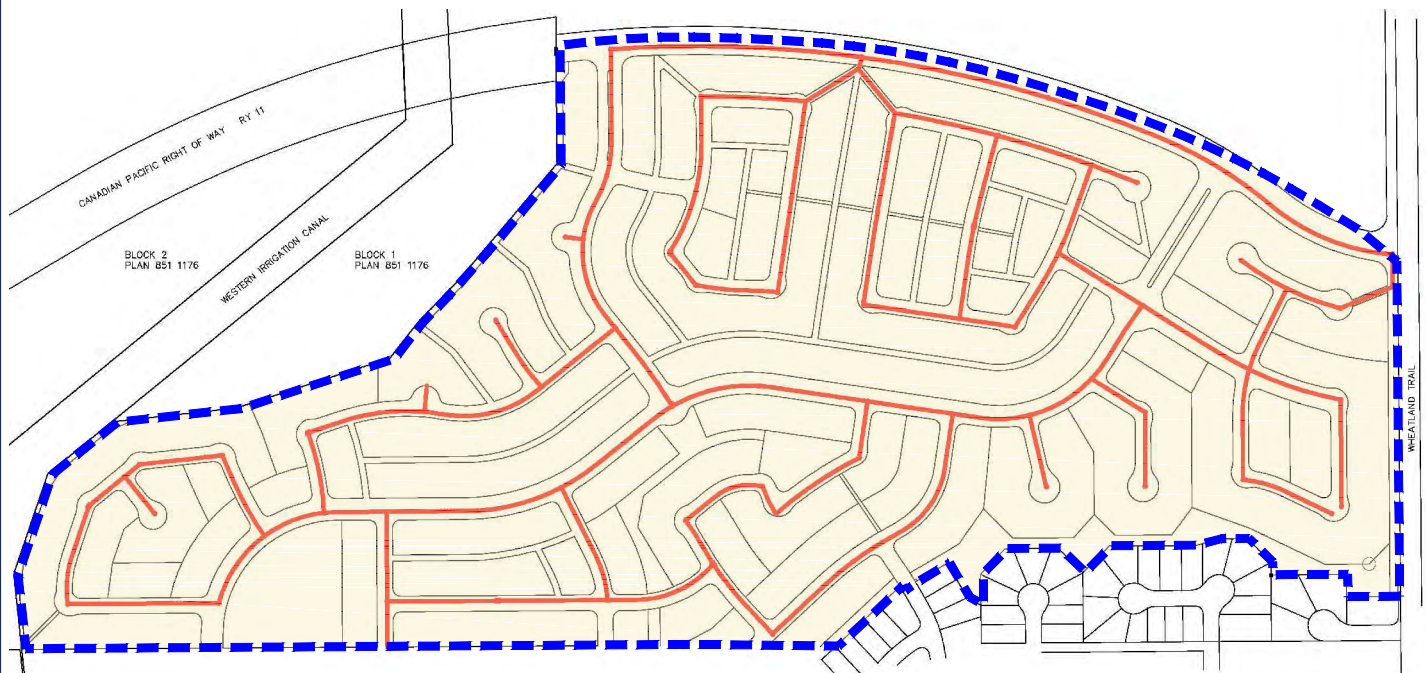 CANADIAN PACIFIC RIGHT OF WAY RY 11
BLOCK 2
PLAN 851 1176
WESTERN IRRIGATION CANAL
BLOCK 1
PLAN 851 1176
WHEATLAND TRAIL